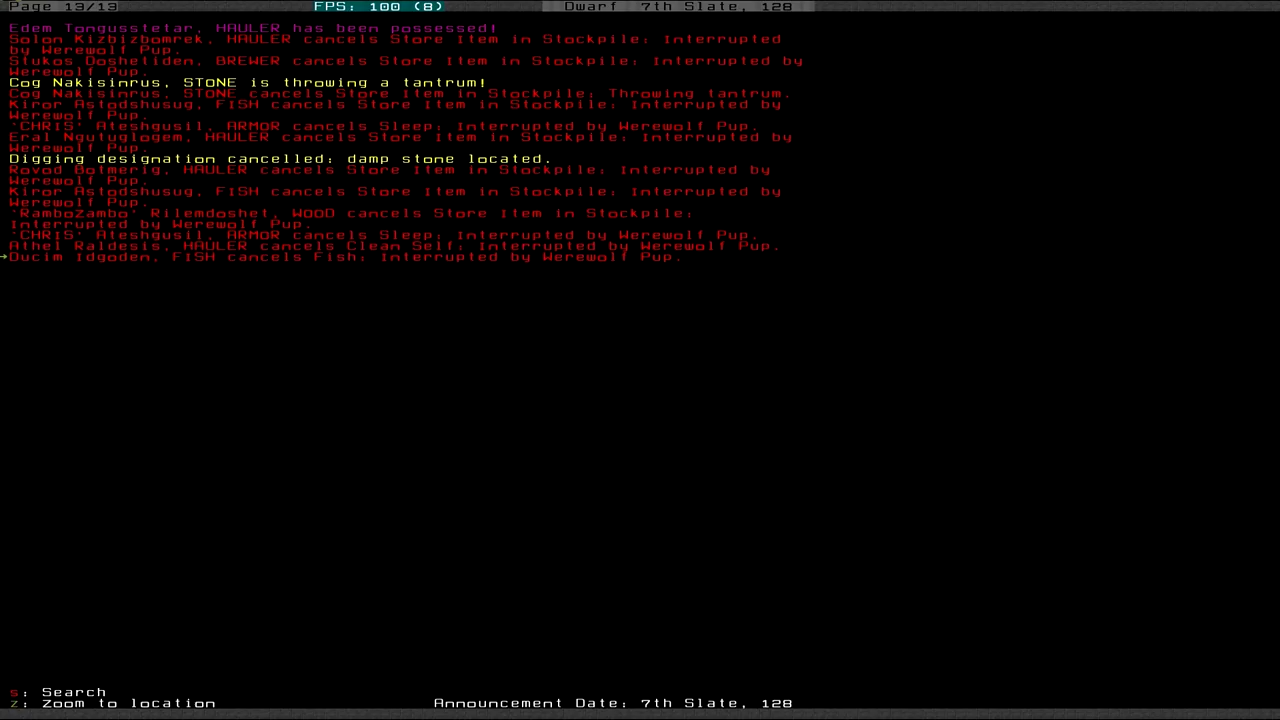 Page 13/13 FPS: 100 (8) Dwarf 7th Slate, 128
Edem Tongusstetar, HAULER has been possessed!
Solon Kizbizbomrek, HAULER cancels Store Item in Stockpile: Interrupted
by Werewolf Pup.
Stukos Doshetiden, BREWER cancels Store Item in Stockpile: Interrupted by
Werewolf Pup.
Cog Nakisinrus, STONE is throwing a tantrum!
Cog Nakisinrus, STONE cancels Store Item in Stockpile: Throwing tantrum.
Kiror Astodshusug, FISH cancels Store Item in Stockpile: Interrupted by
Werewolf Pup.
`CHRIS' Ateshgusil, ARMOR cancels Sleep: Interrupted by Werewolf Pup.
Eral Ngutuglogem, HAULER cancels Store Item in Stockpile: Interrupted by
Werewolf Pup.
Digging designation cancelled: damp stone located.
Rovod Botmerig, HAULER cancels Store Item in Stockpile: Interrupted by
Werewolf Pup.
Kiror Astodshusug, FISH cancels Store Item in Stockpile: Interrupted by
Werewolf Pup.
`RamboZambo' Rilemdoshet, WOOD cancels Store Item in Stockpile:
Interrupted by Werewolf Pup.
`CHRIS' Ateshgusil, ARMOR cancels Sleep: Interrupted by Werewolf Pup.
Athel Raldesis, HAULER cancels Clean Self: Interrupted by Werewolf Pup.
Ducim Idgoden, FISH cancels Fish: Interrupted by Werewolf Pup.
s: Search
z: Zoom to location Announcement Date: 7th Slate, 128